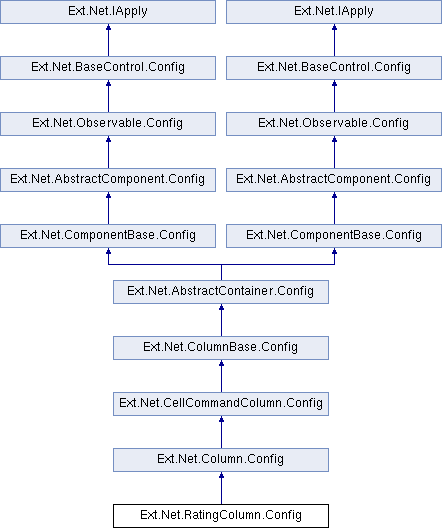 Ext.Net.IApply
Ext.Net.IApply
Ext.Net.BaseControl.Config
Ext.Net.BaseControl.Config
Ext.Net.Observable.Config
Ext.Net.Observable.Config
Ext.Net.AbstractComponent.Config
Ext.Net.AbstractComponent.Config
Ext.Net.ComponentBase.Config
Ext.Net.ComponentBase.Config
Ext.Net.AbstractContainer.Config
Ext.Net.ColumnBase.Config
Ext.Net.CellCommandColumn.Config
Ext.Net.Column.Config
Ext.Net.RatingColumn.Config